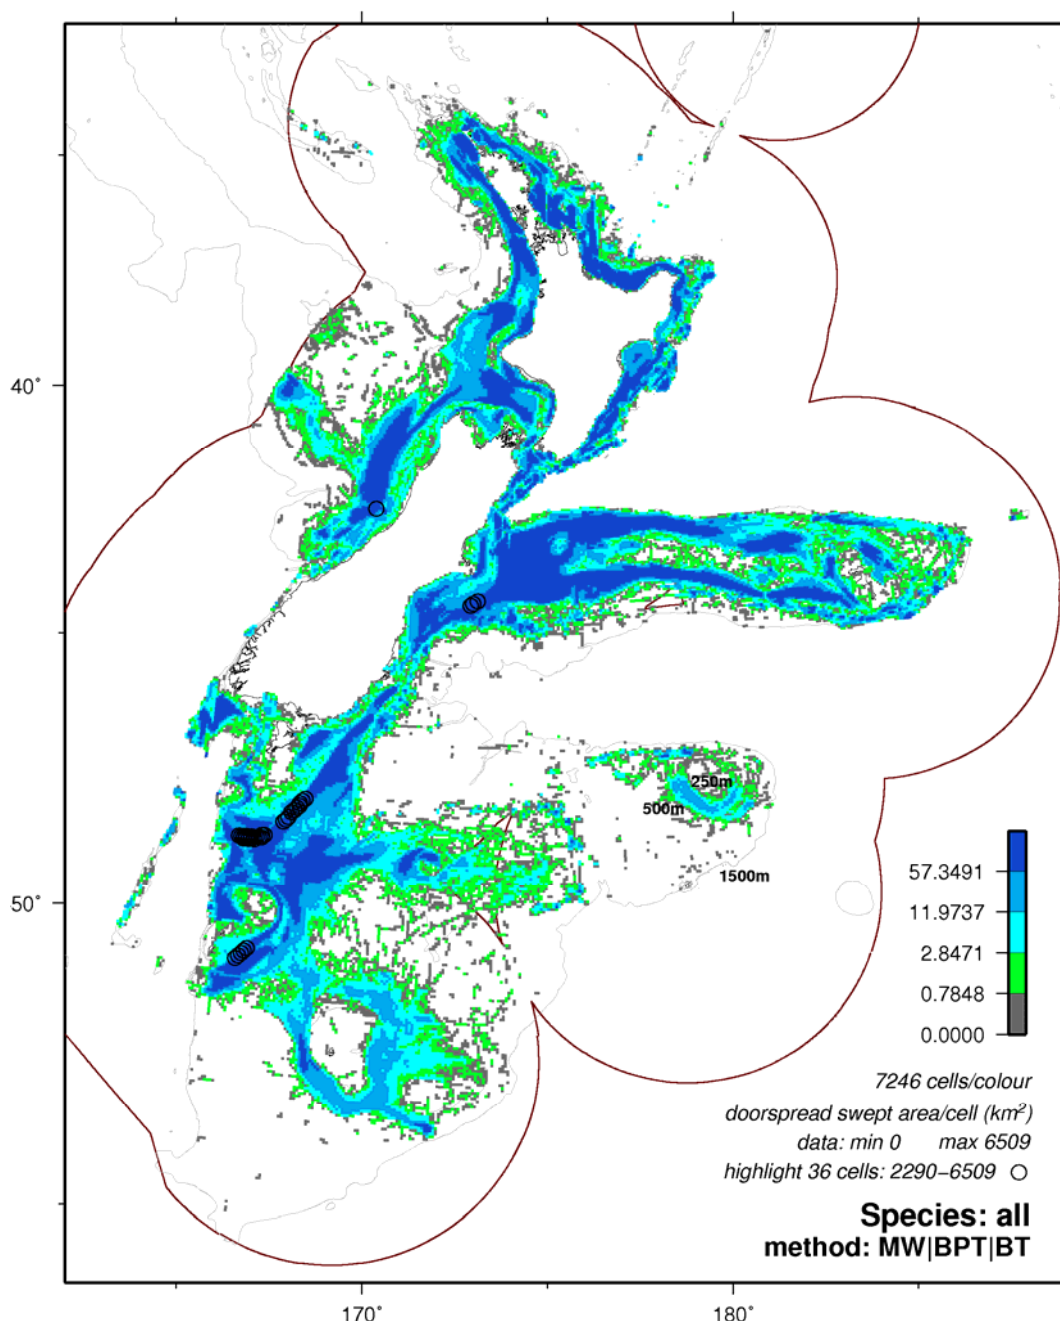 40°
250m
500m
1500m
57.3491
50°
11.9737
2.8471
0.7848
0.0000
7246 cells/colour
doorspread swept area/cell (km²)
data: min 0 max 6509
highlight 36 cells: 2290−6509
Species: all
method: MW|BPT|BT
170° 180°